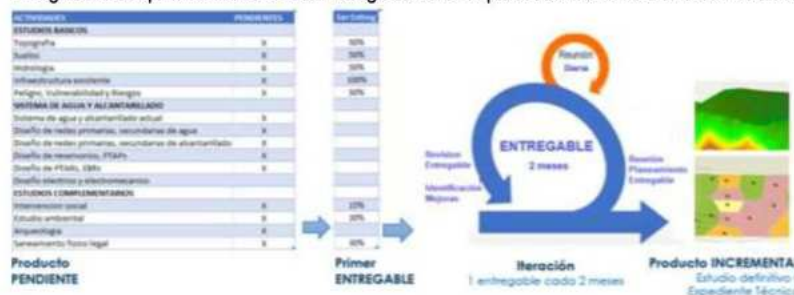 ACTIVIDADES PENDIENTES
ESTUDIOS BASICOS
Topografía X
Suelos X
Hidrología X
Infraestructura existente X
Peligro, Vulnerabilidad y Riesgos X
SISTEMA DE AGUA Y ALCANTARILLADO
Sistema de agua y alcantarillado actual X
Diseño de redes primarias, secundarias de agua X
Diseño de redes primarias, secundarias de alcantarillado X
Diseño de reservorios, PTAPs X
Diseño de PTARs, EBRs X
Diseño eléctrico y electromecánico
ESTUDIOS COMPLEMENTARIOS
Intervención social X
Estudio ambiental X
Arqueología X
Saneamiento físico legal X
Producto
PENDIENTE
1er Entreg
50%
50%
50%
100%
50%
20%
60%
Primer
ENTREGABLE
Reunión
Diaria
ENTREGABLE
2 meses
Revisión
Entregable
Identificación
Mejoras
Reunión
Planeamiento
Entregable
Iteración
1 entregable cada 2 meses
Producto INCREMENTA
Estudio definitivo
Expediente Técnico